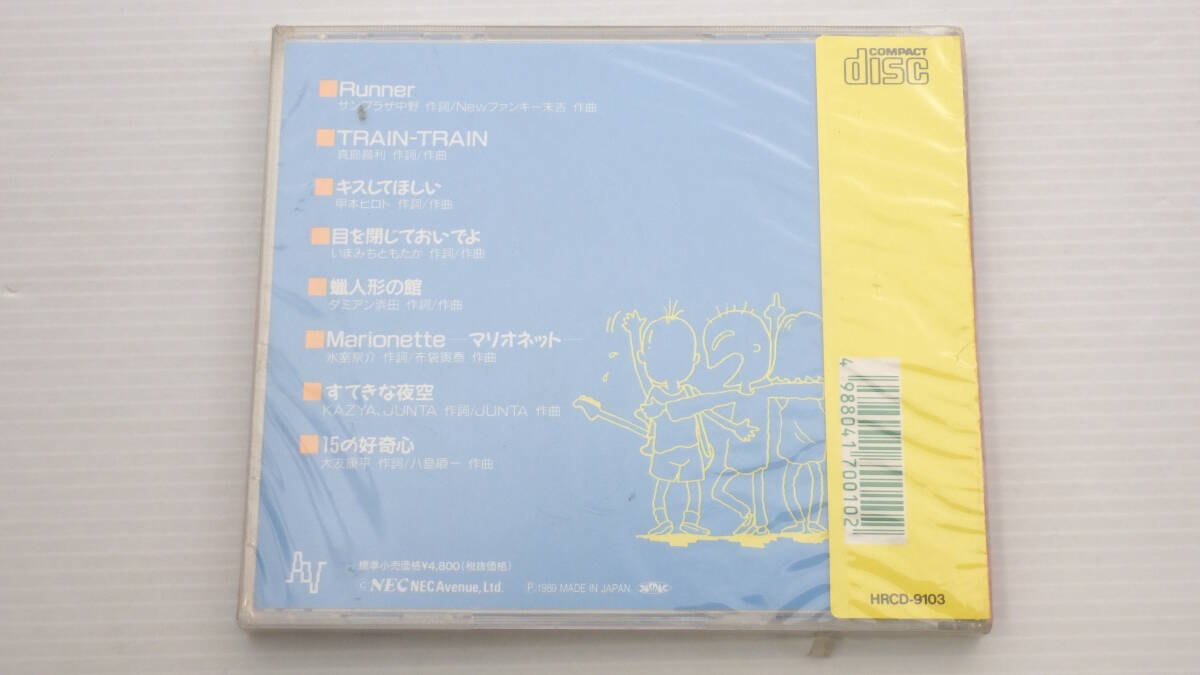 COMPACT
disc
Runner
サンプラザ中野 作詞/Newファンキー末吉 作曲
TRAIN-TRAIN
真島昌利 作詞/作曲
キスしてほしい
甲本ヒロト 作詞/作曲
目を閉じておいでよ
いまみちともたか 作詞/作曲
蝋人形の館
ダミアン浜田 作詞/作曲
Marionette ―マリオネット―
氷室京介 作詞/布袋寅泰 作曲
すてきな夜空
KAZYA, JUNTA 作詞/JUNTA 作曲
15の好奇心
大友康平 作詞/八島順一 作曲
4 988041 700102
AV
標準小売価格¥4,800(税抜価格)
NEC NEC Avenue, Ltd.
℗1989 MADE IN JAPAN
HRCD-9103